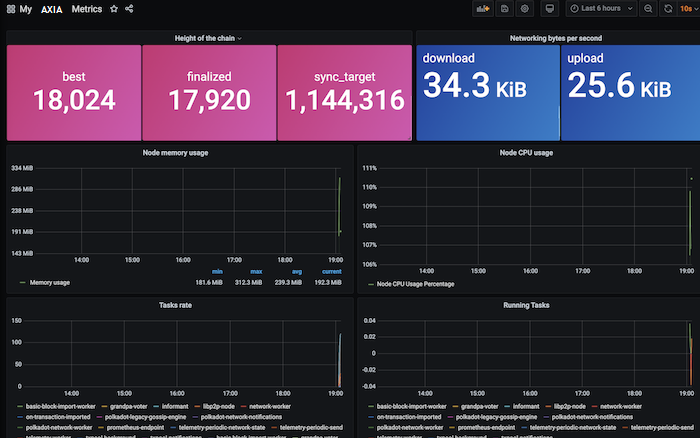 My AXIA Metrics
Last 6 hours
10s
Height of the chain
Networking bytes per second
best
18,024
finalized
17,920
sync_target
1,144,316
download
34.3 KiB
upload
25.6 KiB
Node memory usage
334 MiB
286 MiB
238 MiB
191 MiB
143 MiB
14:00 15:00 16:00 17:00 18:00 19:00
min max avg current
Memory usage 181.6 MiB 312.3 MiB 239.3 MiB 192.3 MiB
Node CPU usage
111%
110%
109%
108%
107%
106%
14:00 15:00 16:00 17:00 18:00 19:00
Node CPU Usage Percentage
Tasks rate
150
100
50
0
14:00 15:00 16:00 17:00 18:00 19:00
basic-block-import-worker grandpa-voter informant libp2p-node network-worker
on-transaction-imported polkadot-legacy-gossip-engine polkadot-network-notifications
polkadot-network-worker prometheus-endpoint telemetry-periodic-network-state telemetry-periodic-send
Running Tasks
0.04
0.02
0
-0.02
-0.04
14:00 15:00 16:00 17:00 18:00 19:00
basic-block-import-worker grandpa-voter informant libp2p-node network-worker
on-transaction-imported polkadot-legacy-gossip-engine polkadot-network-notifications
polkadot-network-worker prometheus-endpoint telemetry-periodic-network-state telemetry-periodic-send